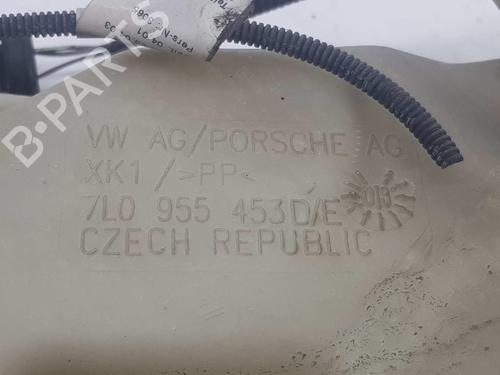 B-PARTS
VW AG/PORSCHE AG
XK1 / >PP<
7L0 955 453D/E
CZECH REPUBLIC